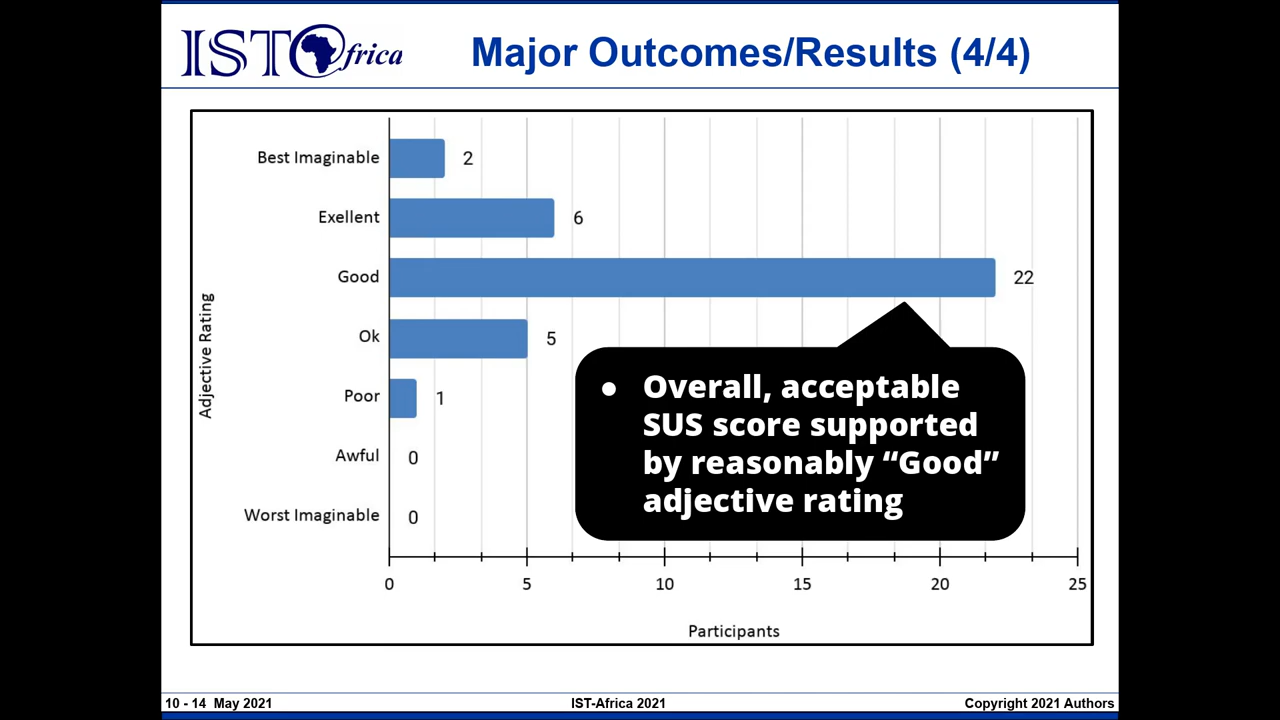 IST Africa
Major Outcomes/Results (4/4)
Best Imaginable 2
Exellent 6
Good 22
Ok 5
Poor 1
Awful 0
Worst Imaginable 0
Adjective Rating
● Overall, acceptable
SUS score supported
by reasonably “Good”
adjective rating
0 5 10 15 20 25
Participants
10 - 14 May 2021 IST-Africa 2021 Copyright 2021 Authors